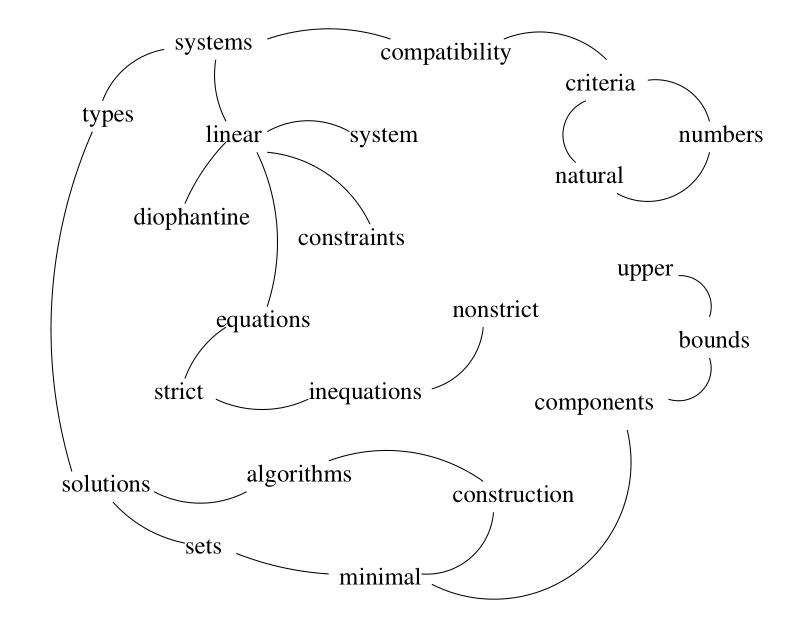 systems
compatibility
criteria
types
linear
system
numbers
natural
diophantine
constraints
upper
equations
nonstrict
bounds
strict
inequations
components
solutions
algorithms
construction
sets
minimal